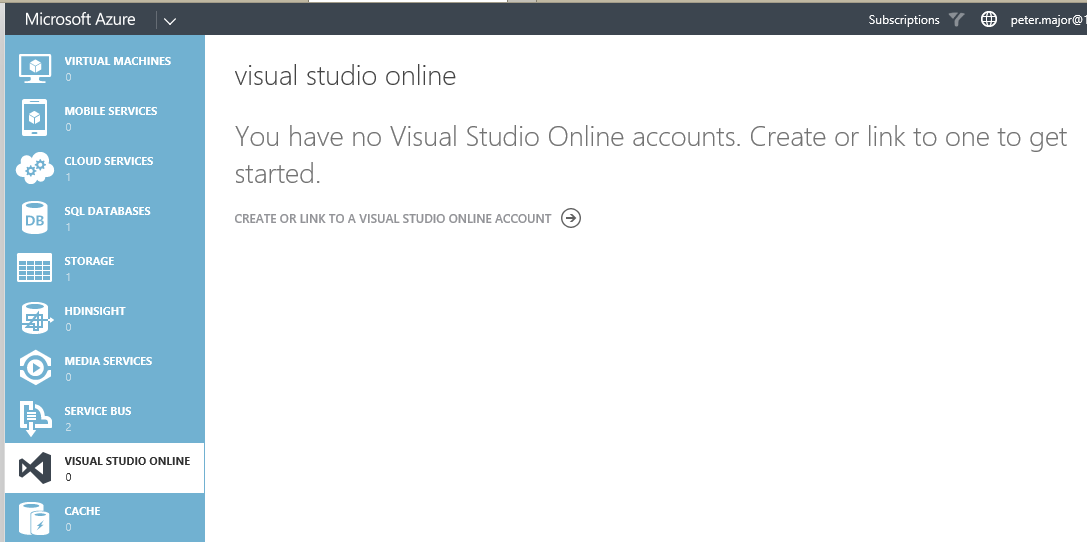 Microsoft Azure
Subscriptions
peter.major@1
VIRTUAL MACHINES
0
MOBILE SERVICES
0
CLOUD SERVICES
1
SQL DATABASES
1
DB
STORAGE
1
HDINSIGHT
0
MEDIA SERVICES
0
SERVICE BUS
2
VISUAL STUDIO ONLINE
0
CACHE
0
visual studio online
You have no Visual Studio Online accounts. Create or link to one to get
started.
CREATE OR LINK TO A VISUAL STUDIO ONLINE ACCOUNT